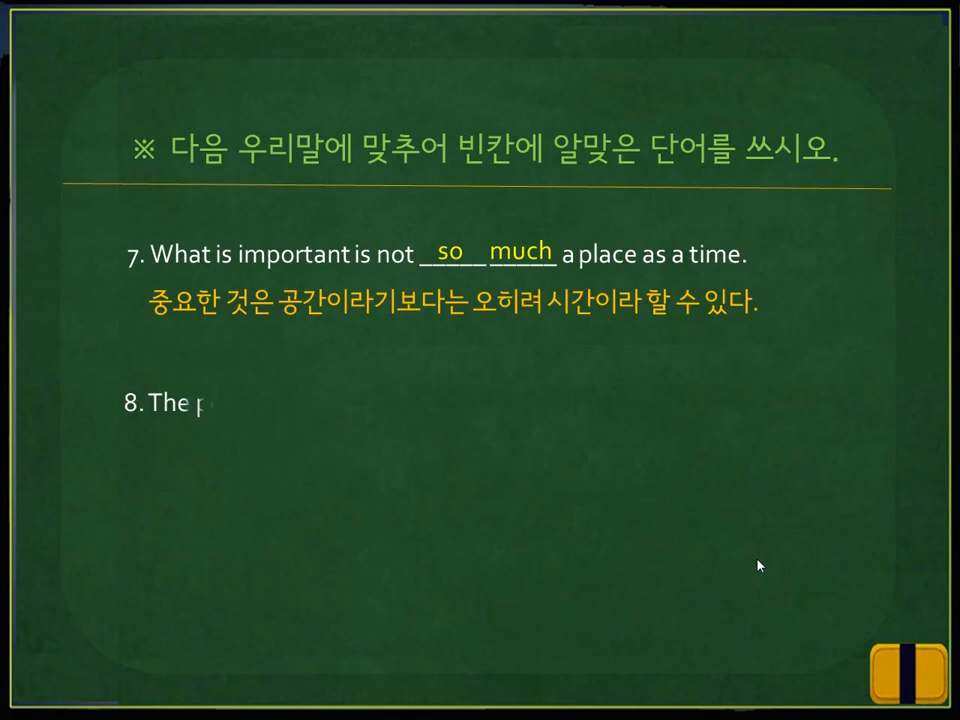 ※ 다음 우리말에 맞추어 빈칸에 알맞은 단어를 쓰시오.
7. What is important is not so much a place as a time.
중요한 것은 공간이라기보다는 오히려 시간이라 할 수 있다.
8. The